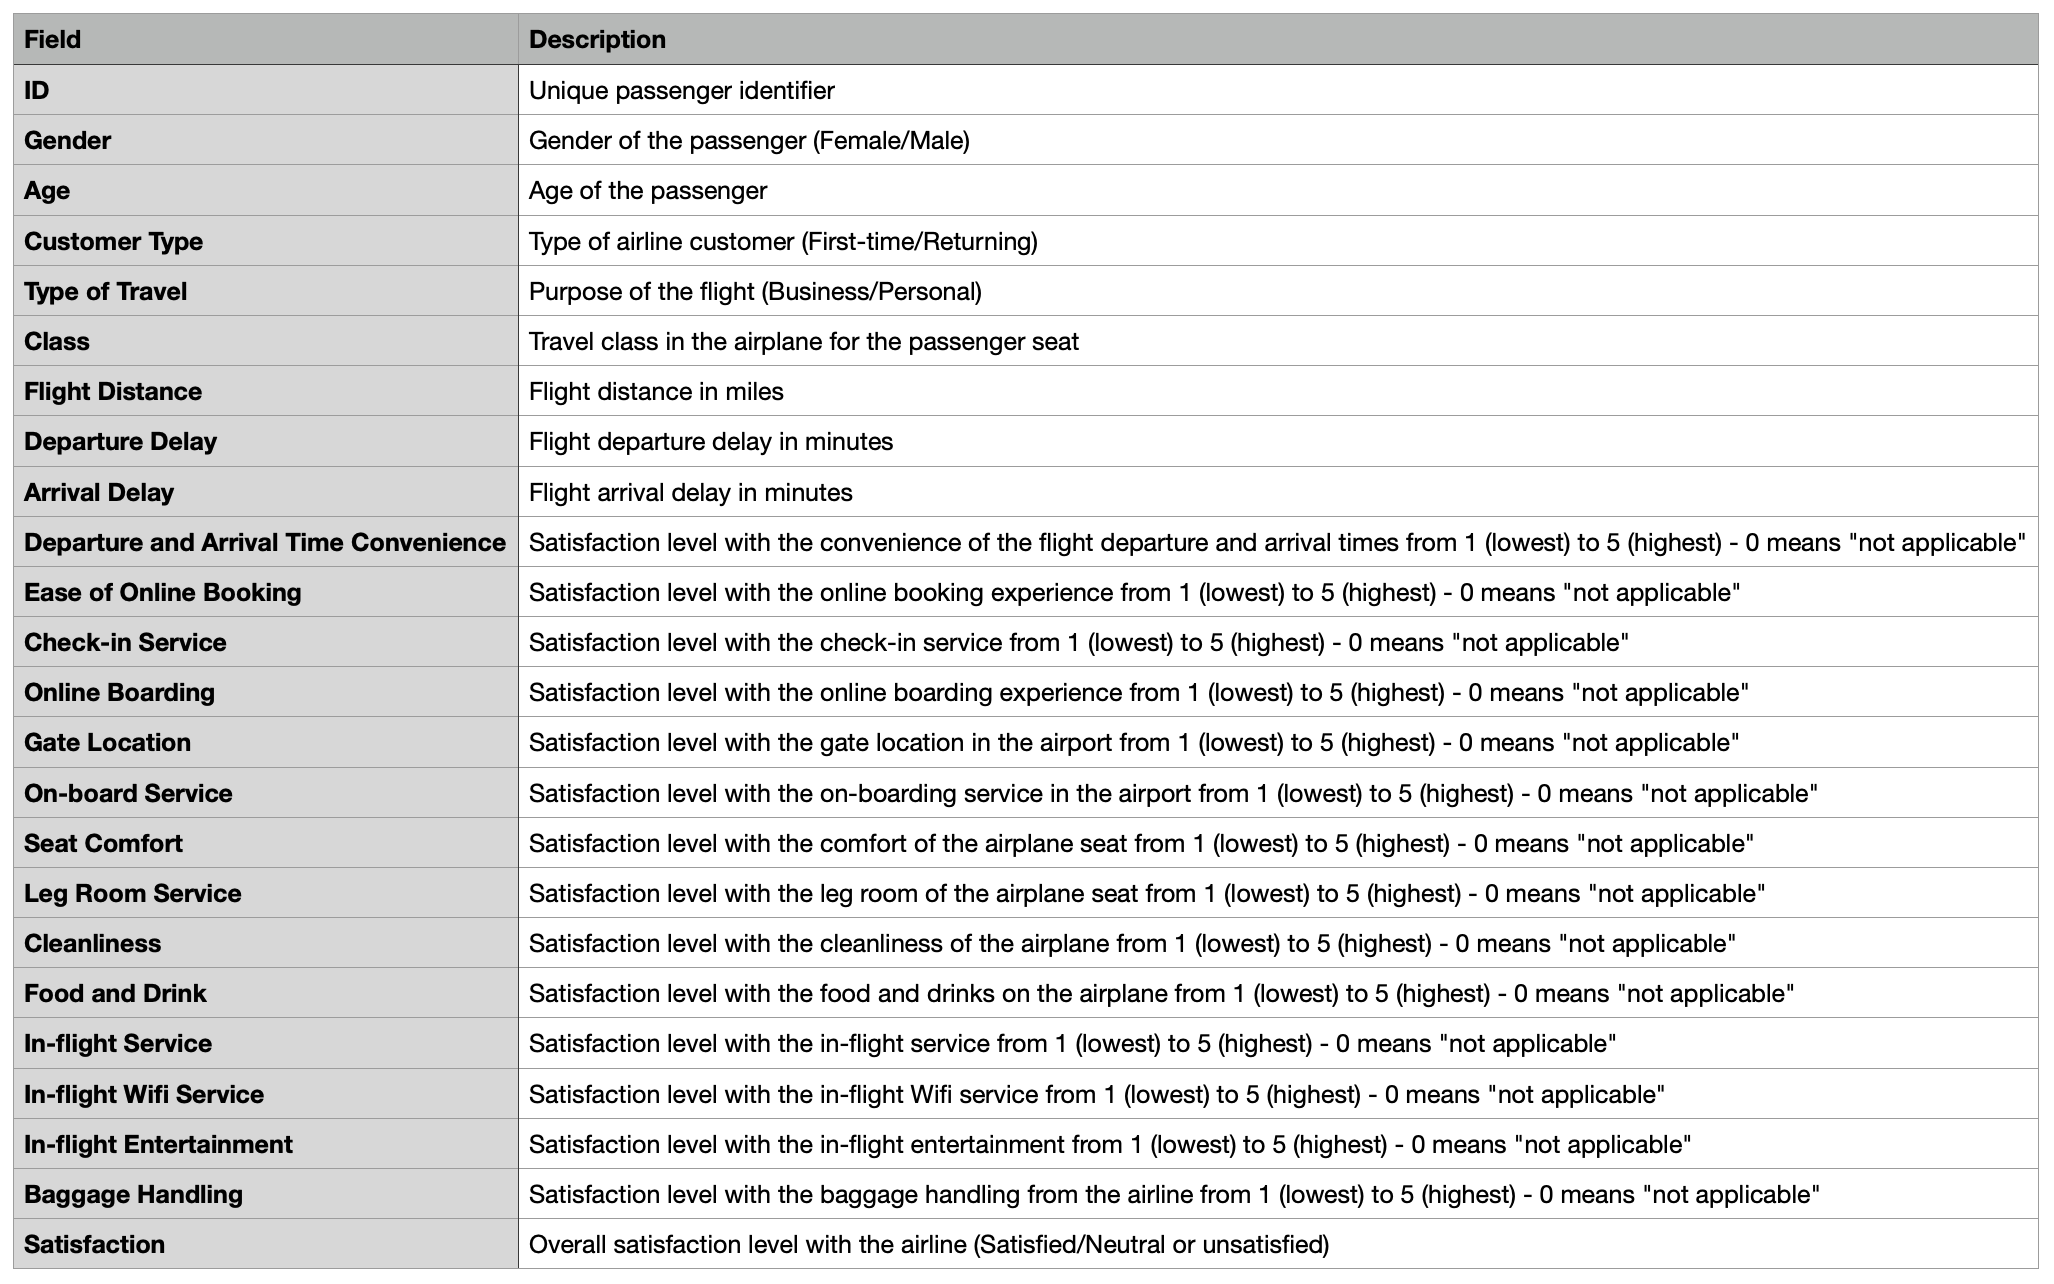 Field Description
ID Unique passenger identifier
Gender Gender of the passenger (Female/Male)
Age Age of the passenger
Customer Type Type of airline customer (First-time/Returning)
Type of Travel Purpose of the flight (Business/Personal)
Class Travel class in the airplane for the passenger seat
Flight Distance Flight distance in miles
Departure Delay Flight departure delay in minutes
Arrival Delay Flight arrival delay in minutes
Departure and Arrival Time Convenience Satisfaction level with the convenience of the flight departure and arrival times from 1 (lowest) to 5 (highest) - 0 means "not applicable"
Ease of Online Booking Satisfaction level with the online booking experience from 1 (lowest) to 5 (highest) - 0 means "not applicable"
Check-in Service Satisfaction level with the check-in service from 1 (lowest) to 5 (highest) - 0 means "not applicable"
Online Boarding Satisfaction level with the online boarding experience from 1 (lowest) to 5 (highest) - 0 means "not applicable"
Gate Location Satisfaction level with the gate location in the airport from 1 (lowest) to 5 (highest) - 0 means "not applicable"
On-board Service Satisfaction level with the on-boarding service in the airport from 1 (lowest) to 5 (highest) - 0 means "not applicable"
Seat Comfort Satisfaction level with the comfort of the airplane seat from 1 (lowest) to 5 (highest) - 0 means "not applicable"
Leg Room Service Satisfaction level with the leg room of the airplane seat from 1 (lowest) to 5 (highest) - 0 means "not applicable"
Cleanliness Satisfaction level with the cleanliness of the airplane from 1 (lowest) to 5 (highest) - 0 means "not applicable"
Food and Drink Satisfaction level with the food and drinks on the airplane from 1 (lowest) to 5 (highest) - 0 means "not applicable"
In-flight Service Satisfaction level with the in-flight service from 1 (lowest) to 5 (highest) - 0 means "not applicable"
In-flight Wifi Service Satisfaction level with the in-flight Wifi service from 1 (lowest) to 5 (highest) - 0 means "not applicable"
In-flight Entertainment Satisfaction level with the in-flight entertainment from 1 (lowest) to 5 (highest) - 0 means "not applicable"
Baggage Handling Satisfaction level with the baggage handling from the airline from 1 (lowest) to 5 (highest) - 0 means "not applicable"
Satisfaction Overall satisfaction level with the airline (Satisfied/Neutral or unsatisfied)